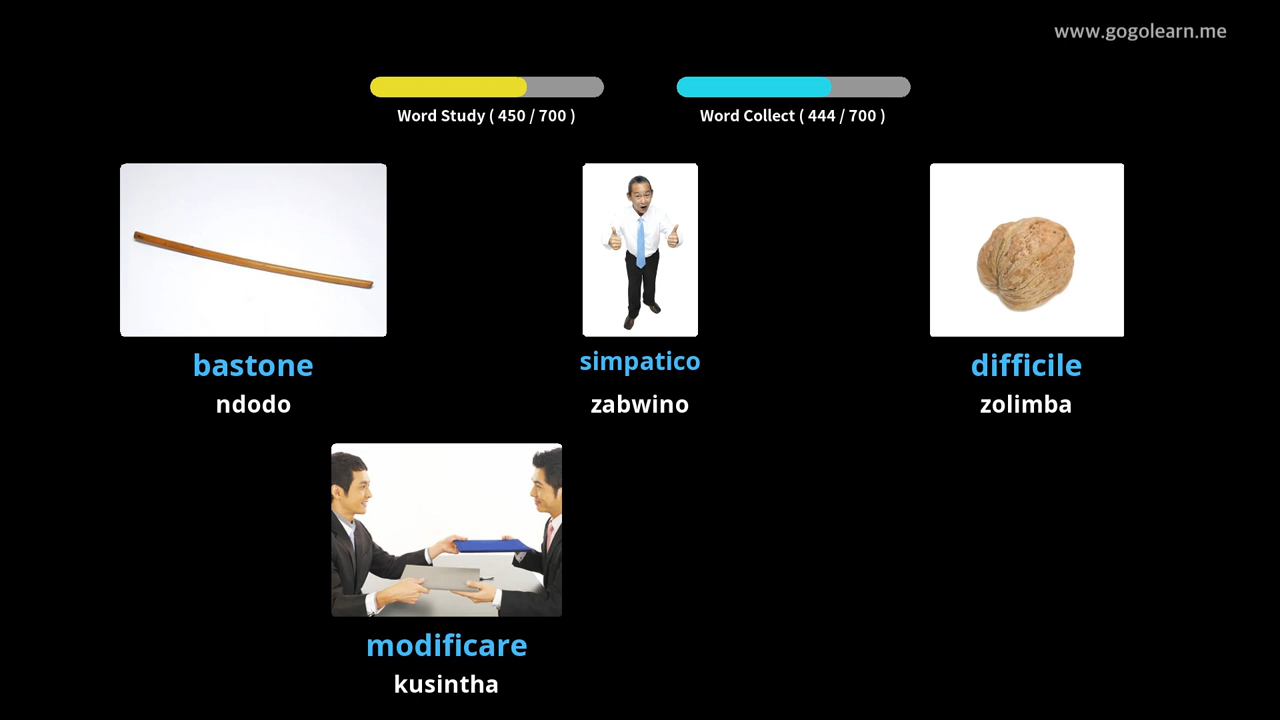 www.gogolearn.me
Word Study ( 450 / 700 )
Word Collect ( 444 / 700 )
bastone
ndodo
simpatico
zabwino
difficile
zolimba
modificare
kusintha